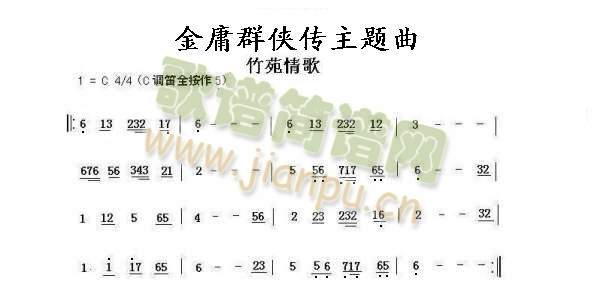 金庸群侠传主题曲
竹苑情歌
1 = C 4/4（C 调笛全按作 5）
‖: 6 13 232 17 | 6 - - - | 6 13 232 12 | 3 - - - |
676 56 343 21 | 2 - - - | 5 56 717 65 | 6 - - 32 |
1 12 5 65 | 4 - - 56 | 2 23 232 16 | 2 - - 32 |
1 1 17 65 | 6 - - 23 | 5 5 6 717 65 | 6 - - - :‖
歌谱简谱网
www.jianpu.cn